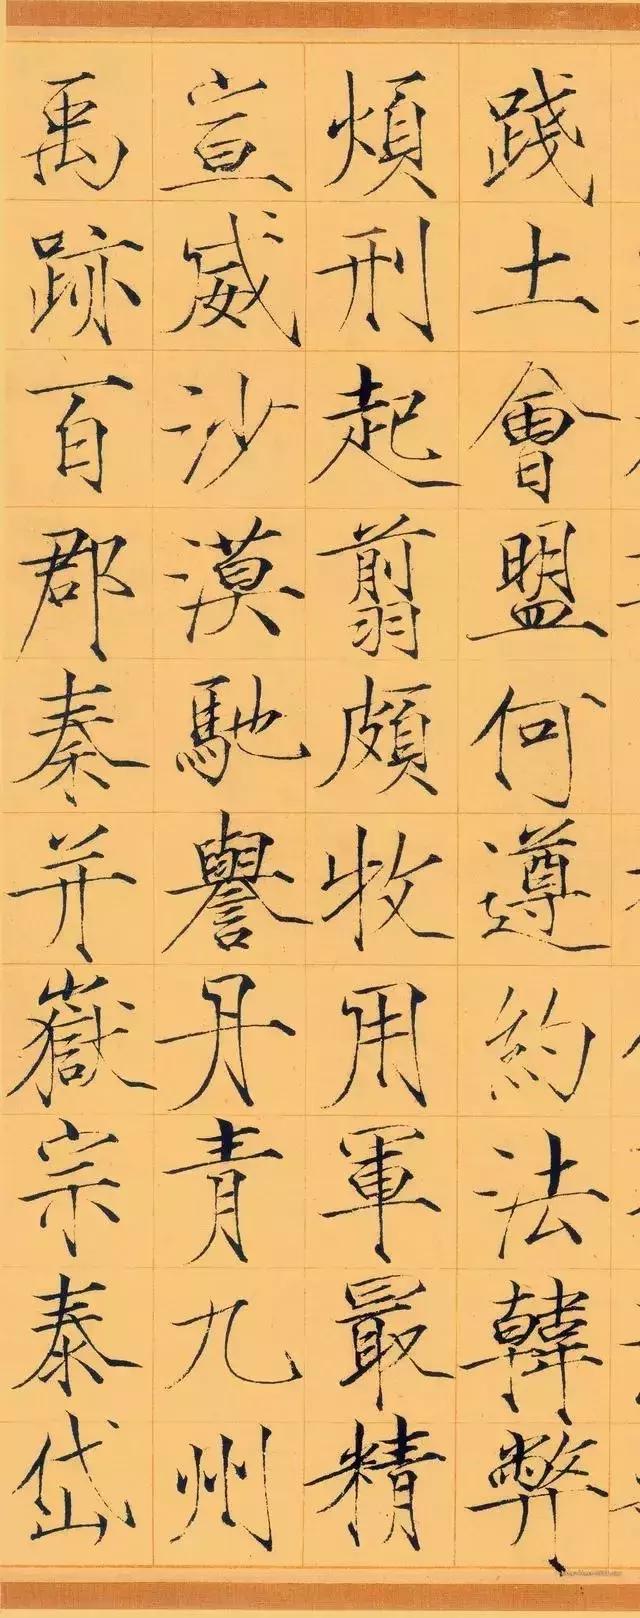 踐土會盟何遵約法韓弊
煩刑起翦頗牧用軍最精
宣威沙漠馳譽丹青九州
禹跡百郡秦并嶽宗泰岱